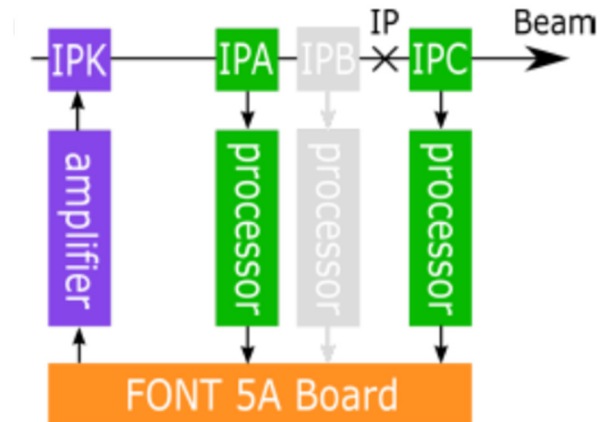 IP Beam
IPK IPA IPB IPC
amplifier processor processor processor
FONT 5A Board